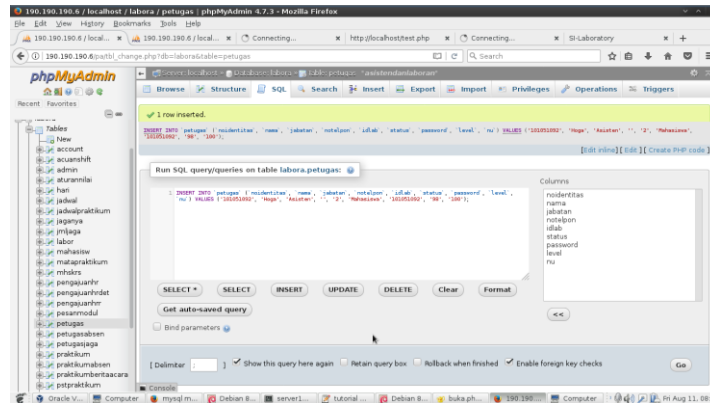 190.190.190.6 / localhost / labora / petugas | phpMyAdmin 4.7.3 - Mozilla Firefox
File Edit View History Bookmarks Tools Help
190.190.190.6 / local... 190.190.190.6 / local... Connecting... http://localhost/test.php Connecting... SI-Laboratory
190.190.190.6/pa/tbl_change.php?db=labora&table=petugas Search
phpMyAdmin
Recent Favorites
Server: localhost » Database: labora » Table: petugas "asistendanlaboran"
Browse Structure SQL Search Insert Export Import Privileges Operations Triggers
1 row inserted.
INSERT INTO `petugas` (`noidentitas`, `nama`, `jabatan`, `notelpon`, `idlab`, `status`, `password`, `level`, `nu`) VALUES ('101051092', 'Hoga', 'Asisten', '', '2', 'Mahasiswa',
'101051092', '98', '100');
[Edit inline] [ Edit ] [ Create PHP code ]
Tables
New
account
acuanshift
admin
aturannilai
hari
jadwal
jadwalpraktikum
jaganya
jmljaga
labor
mahasisw
matapraktikum
mhskrs
pengajuanhr
pengajuanhrdet
pengajuanhrr
pesanmodul
petugas
petugasabsen
petugasjaga
praktikum
praktikumabsen
praktikumberitaacara
pstpraktikum
Run SQL query/queries on table labora.petugas:
1 INSERT INTO `petugas` (`noidentitas`, `nama`, `jabatan`, `notelpon`, `idlab`, `status`, `password`, `level`,
`nu`) VALUES ('101051092', 'Hoga', 'Asisten', '', '2', 'Mahasiswa', '101051092', '98', '100');
Columns
noidentitas
nama
jabatan
notelpon
idlab
status
password
level
nu
SELECT * SELECT INSERT UPDATE DELETE Clear Format
Get auto-saved query
<<
Bind parameters
[ Delimiter ; ] Show this query here again Retain query box Rollback when finished Enable foreign key checks Go
Console
Oracle V... Computer mysql m... Debian 8... server1... tutorial ... Debian 8... buka.ph... 190.190.... Computer Fri Aug 11, 08